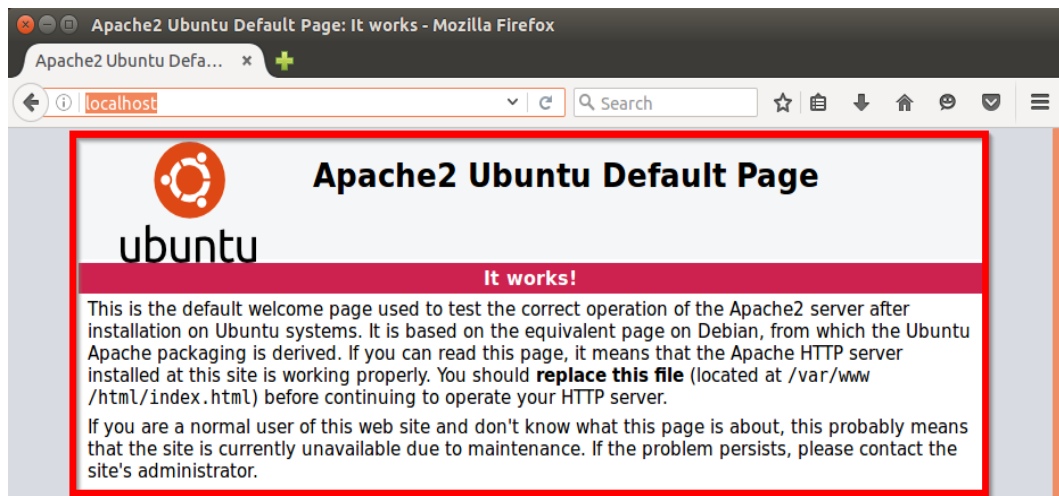 Apache2 Ubuntu Default Page: It works - Mozilla Firefox
Apache2 Ubuntu Defa...
localhost
Search
ubuntu
Apache2 Ubuntu Default Page
It works!
This is the default welcome page used to test the correct operation of the Apache2 server after
installation on Ubuntu systems. It is based on the equivalent page on Debian, from which the Ubuntu
Apache packaging is derived. If you can read this page, it means that the Apache HTTP server
installed at this site is working properly. You should replace this file (located at /var/www
/html/index.html) before continuing to operate your HTTP server.
If you are a normal user of this web site and don't know what this page is about, this probably means
that the site is currently unavailable due to maintenance. If the problem persists, please contact the
site's administrator.